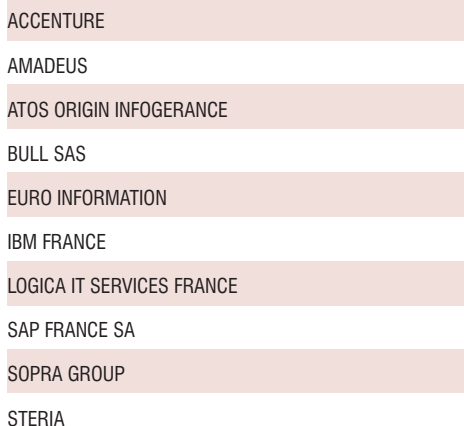 ACCENTURE
AMADEUS
ATOS ORIGIN INFOGERANCE
BULL SAS
EURO INFORMATION
IBM FRANCE
LOGICA IT SERVICES FRANCE
SAP FRANCE SA
SOPRA GROUP
STERIA